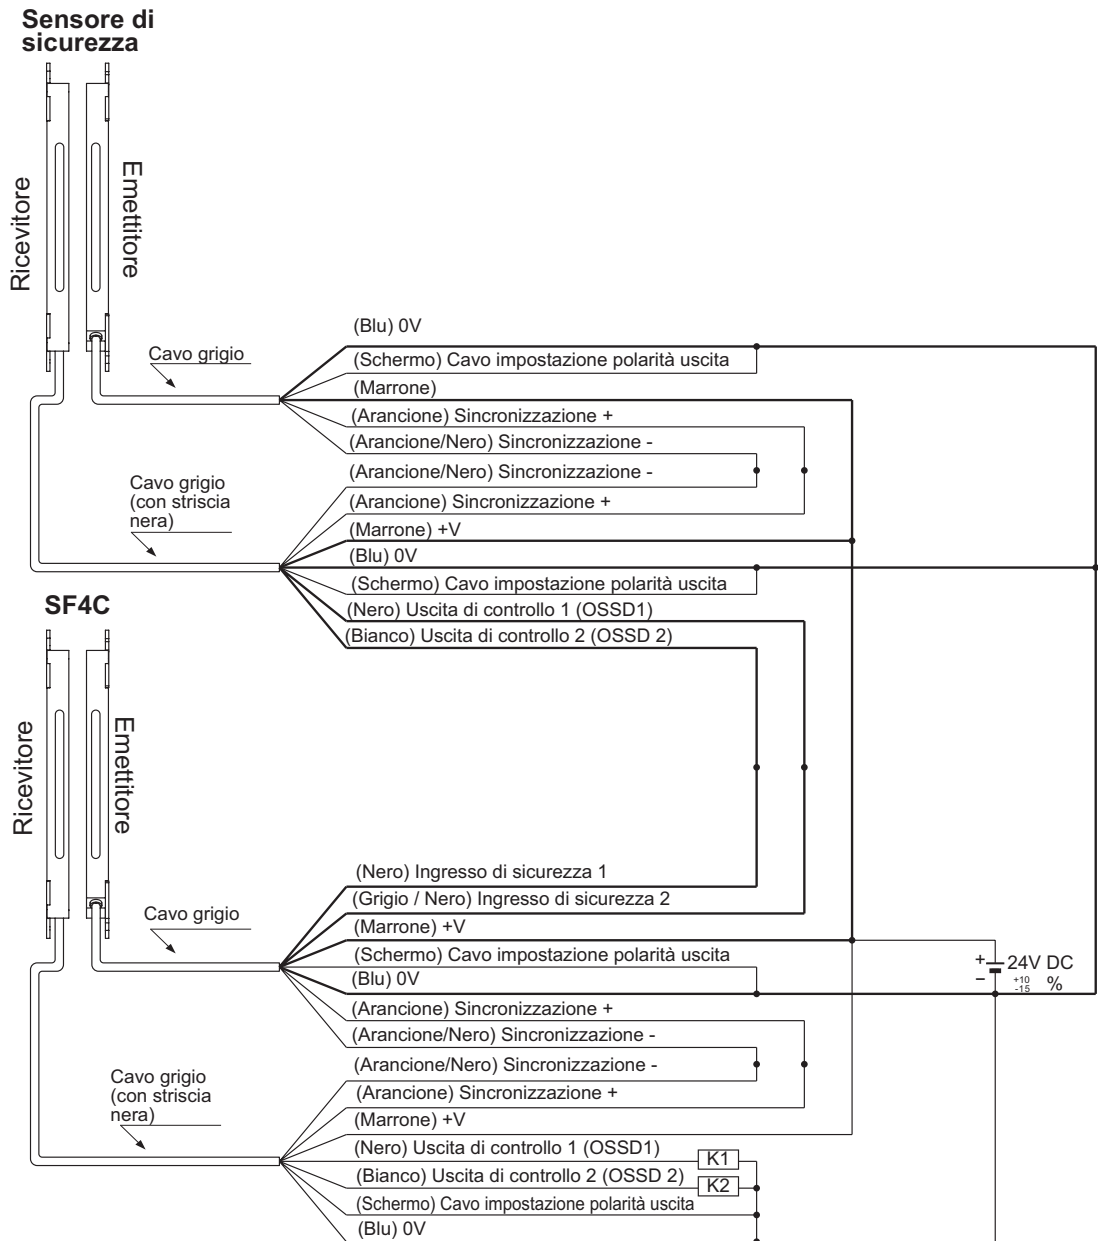 Sensore di
sicurezza
Ricevitore
Emettitore
Cavo grigio
(Blu) 0V
(Schermo) Cavo impostazione polarità uscita
(Marrone)
(Arancione) Sincronizzazione +
(Arancione/Nero) Sincronizzazione -
Cavo grigio
(con striscia
nera)
(Arancione/Nero) Sincronizzazione -
(Arancione) Sincronizzazione +
(Marrone) +V
(Blu) 0V
(Schermo) Cavo impostazione polarità uscita
(Nero) Uscita di controllo 1 (OSSD1)
(Bianco) Uscita di controllo 2 (OSSD 2)
SF4C
Ricevitore
Emettitore
Cavo grigio
(Nero) Ingresso di sicurezza 1
(Grigio / Nero) Ingresso di sicurezza 2
(Marrone) +V
(Schermo) Cavo impostazione polarità uscita
(Blu) 0V
(Arancione) Sincronizzazione +
(Arancione/Nero) Sincronizzazione -
+ 24V DC
- +10 -15 %
Cavo grigio
(con striscia
nera)
(Arancione/Nero) Sincronizzazione -
(Arancione) Sincronizzazione +
(Marrone) +V
(Nero) Uscita di controllo 1 (OSSD1)
K1
(Bianco) Uscita di controllo 2 (OSSD 2)
K2
(Schermo) Cavo impostazione polarità uscita
(Blu) 0V